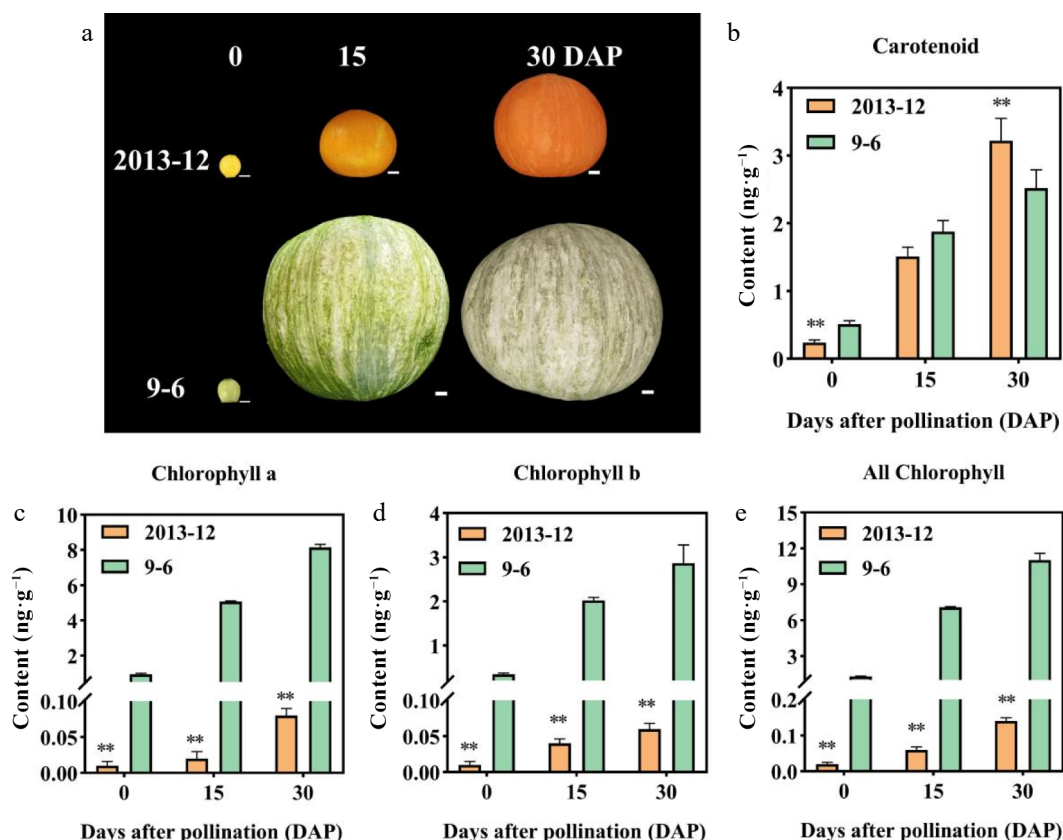 a
0 15 30 DAP
2013-12
9-6
b
Carotenoid
2013-12
9-6
**
**
4
3
2
1
0
Content (ng·g⁻¹)
0 15 30
Days after pollination (DAP)
c
Chlorophyll a
2013-12
9-6
10
8
6
4
2
0.10
0.05
0.00
**
**
**
Content (ng·g⁻¹)
0 15 30
Days after pollination (DAP)
d
Chlorophyll b
2013-12
9-6
4
3
2
1
0.10
0.05
0.00
**
**
**
Content (ng·g⁻¹)
0 15 30
Days after pollination (DAP)
e
All Chlorophyll
2013-12
9-6
15
12
9
6
3
0.2
0.1
0.0
**
**
**
Content (ng·g⁻¹)
0 15 30
Days after pollination (DAP)